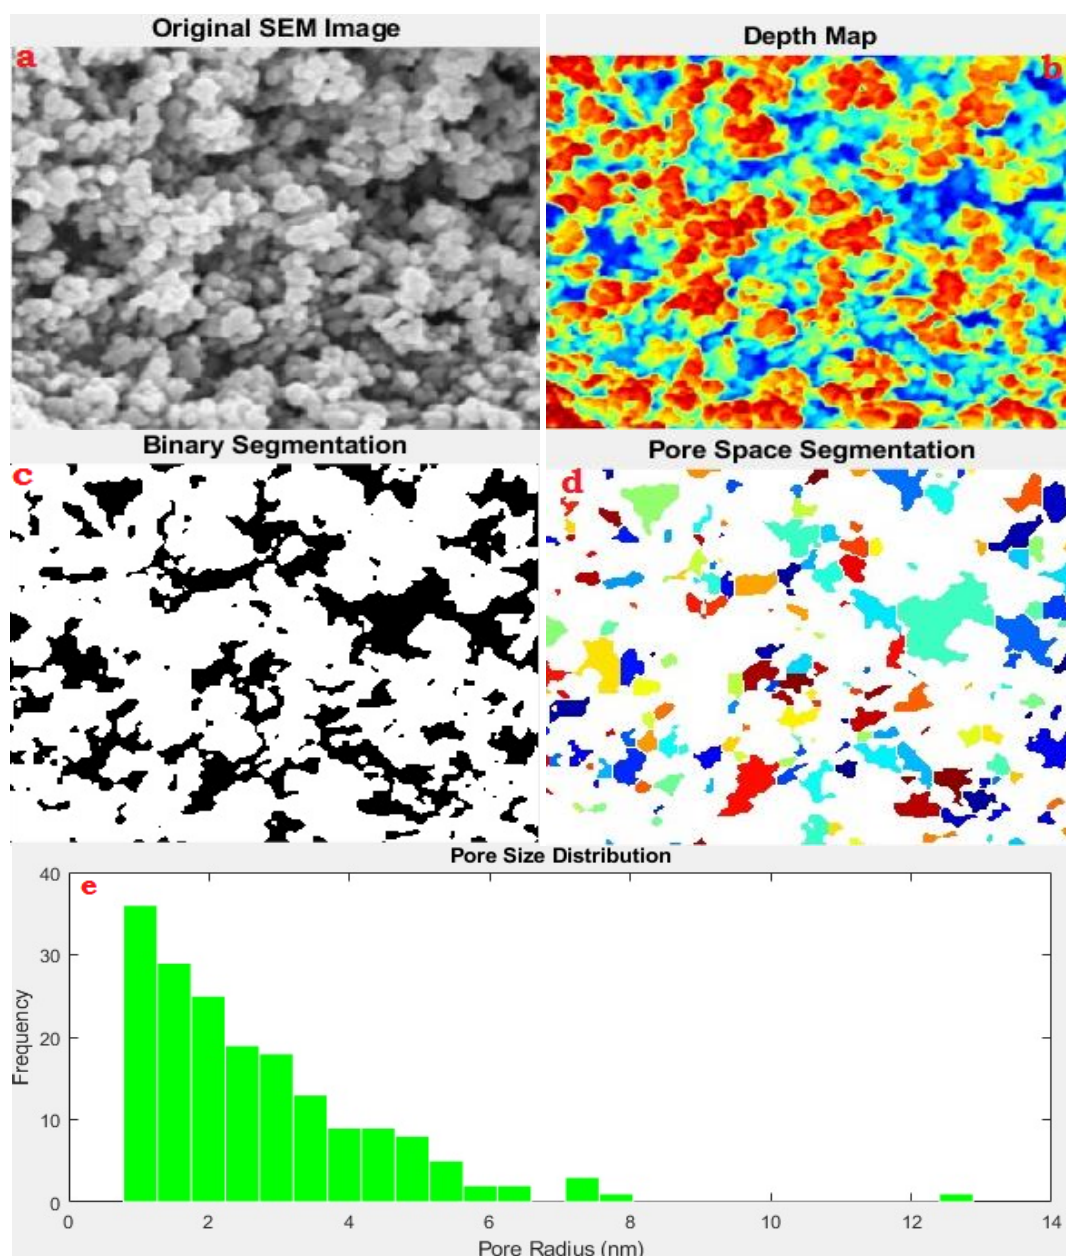 Original SEM Image
Depth Map
a
b
Binary Segmentation
Pore Space Segmentation
c
d
Pore Size Distribution
e
40
30
20
10
0
Frequency
0 2 4 6 8 10 12 14
Pore Radius (nm)